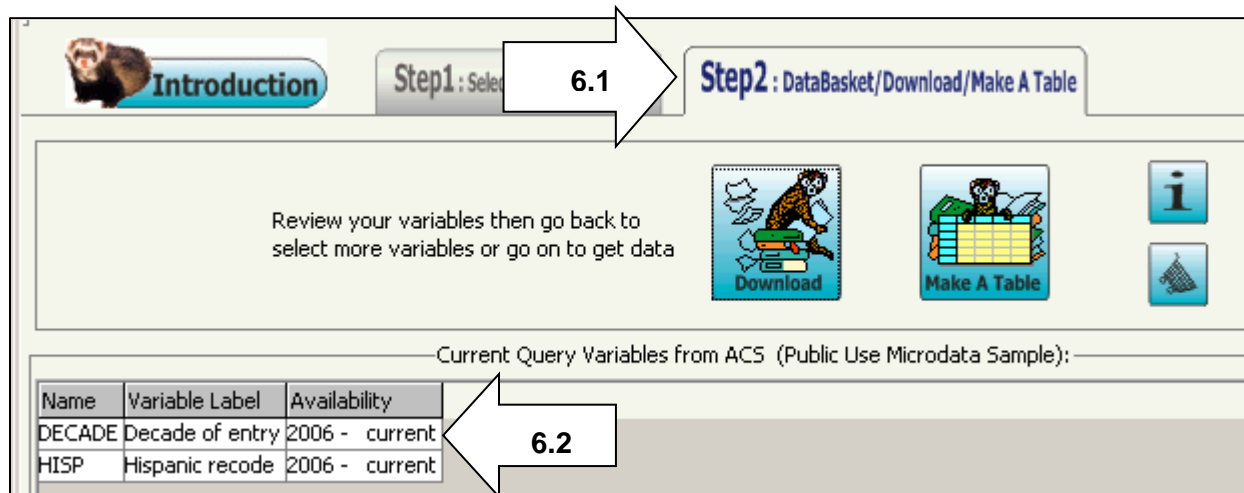 Introduction
Step1 : Selec
6.1
Step2 : DataBasket/Download/Make A Table
Review your variables then go back to
select more variables or go on to get data
Download
Make A Table
i
Current Query Variables from ACS (Public Use Microdata Sample):
Name Variable Label Availability
DECADE Decade of entry 2006 - current
HISP Hispanic recode 2006 - current
6.2